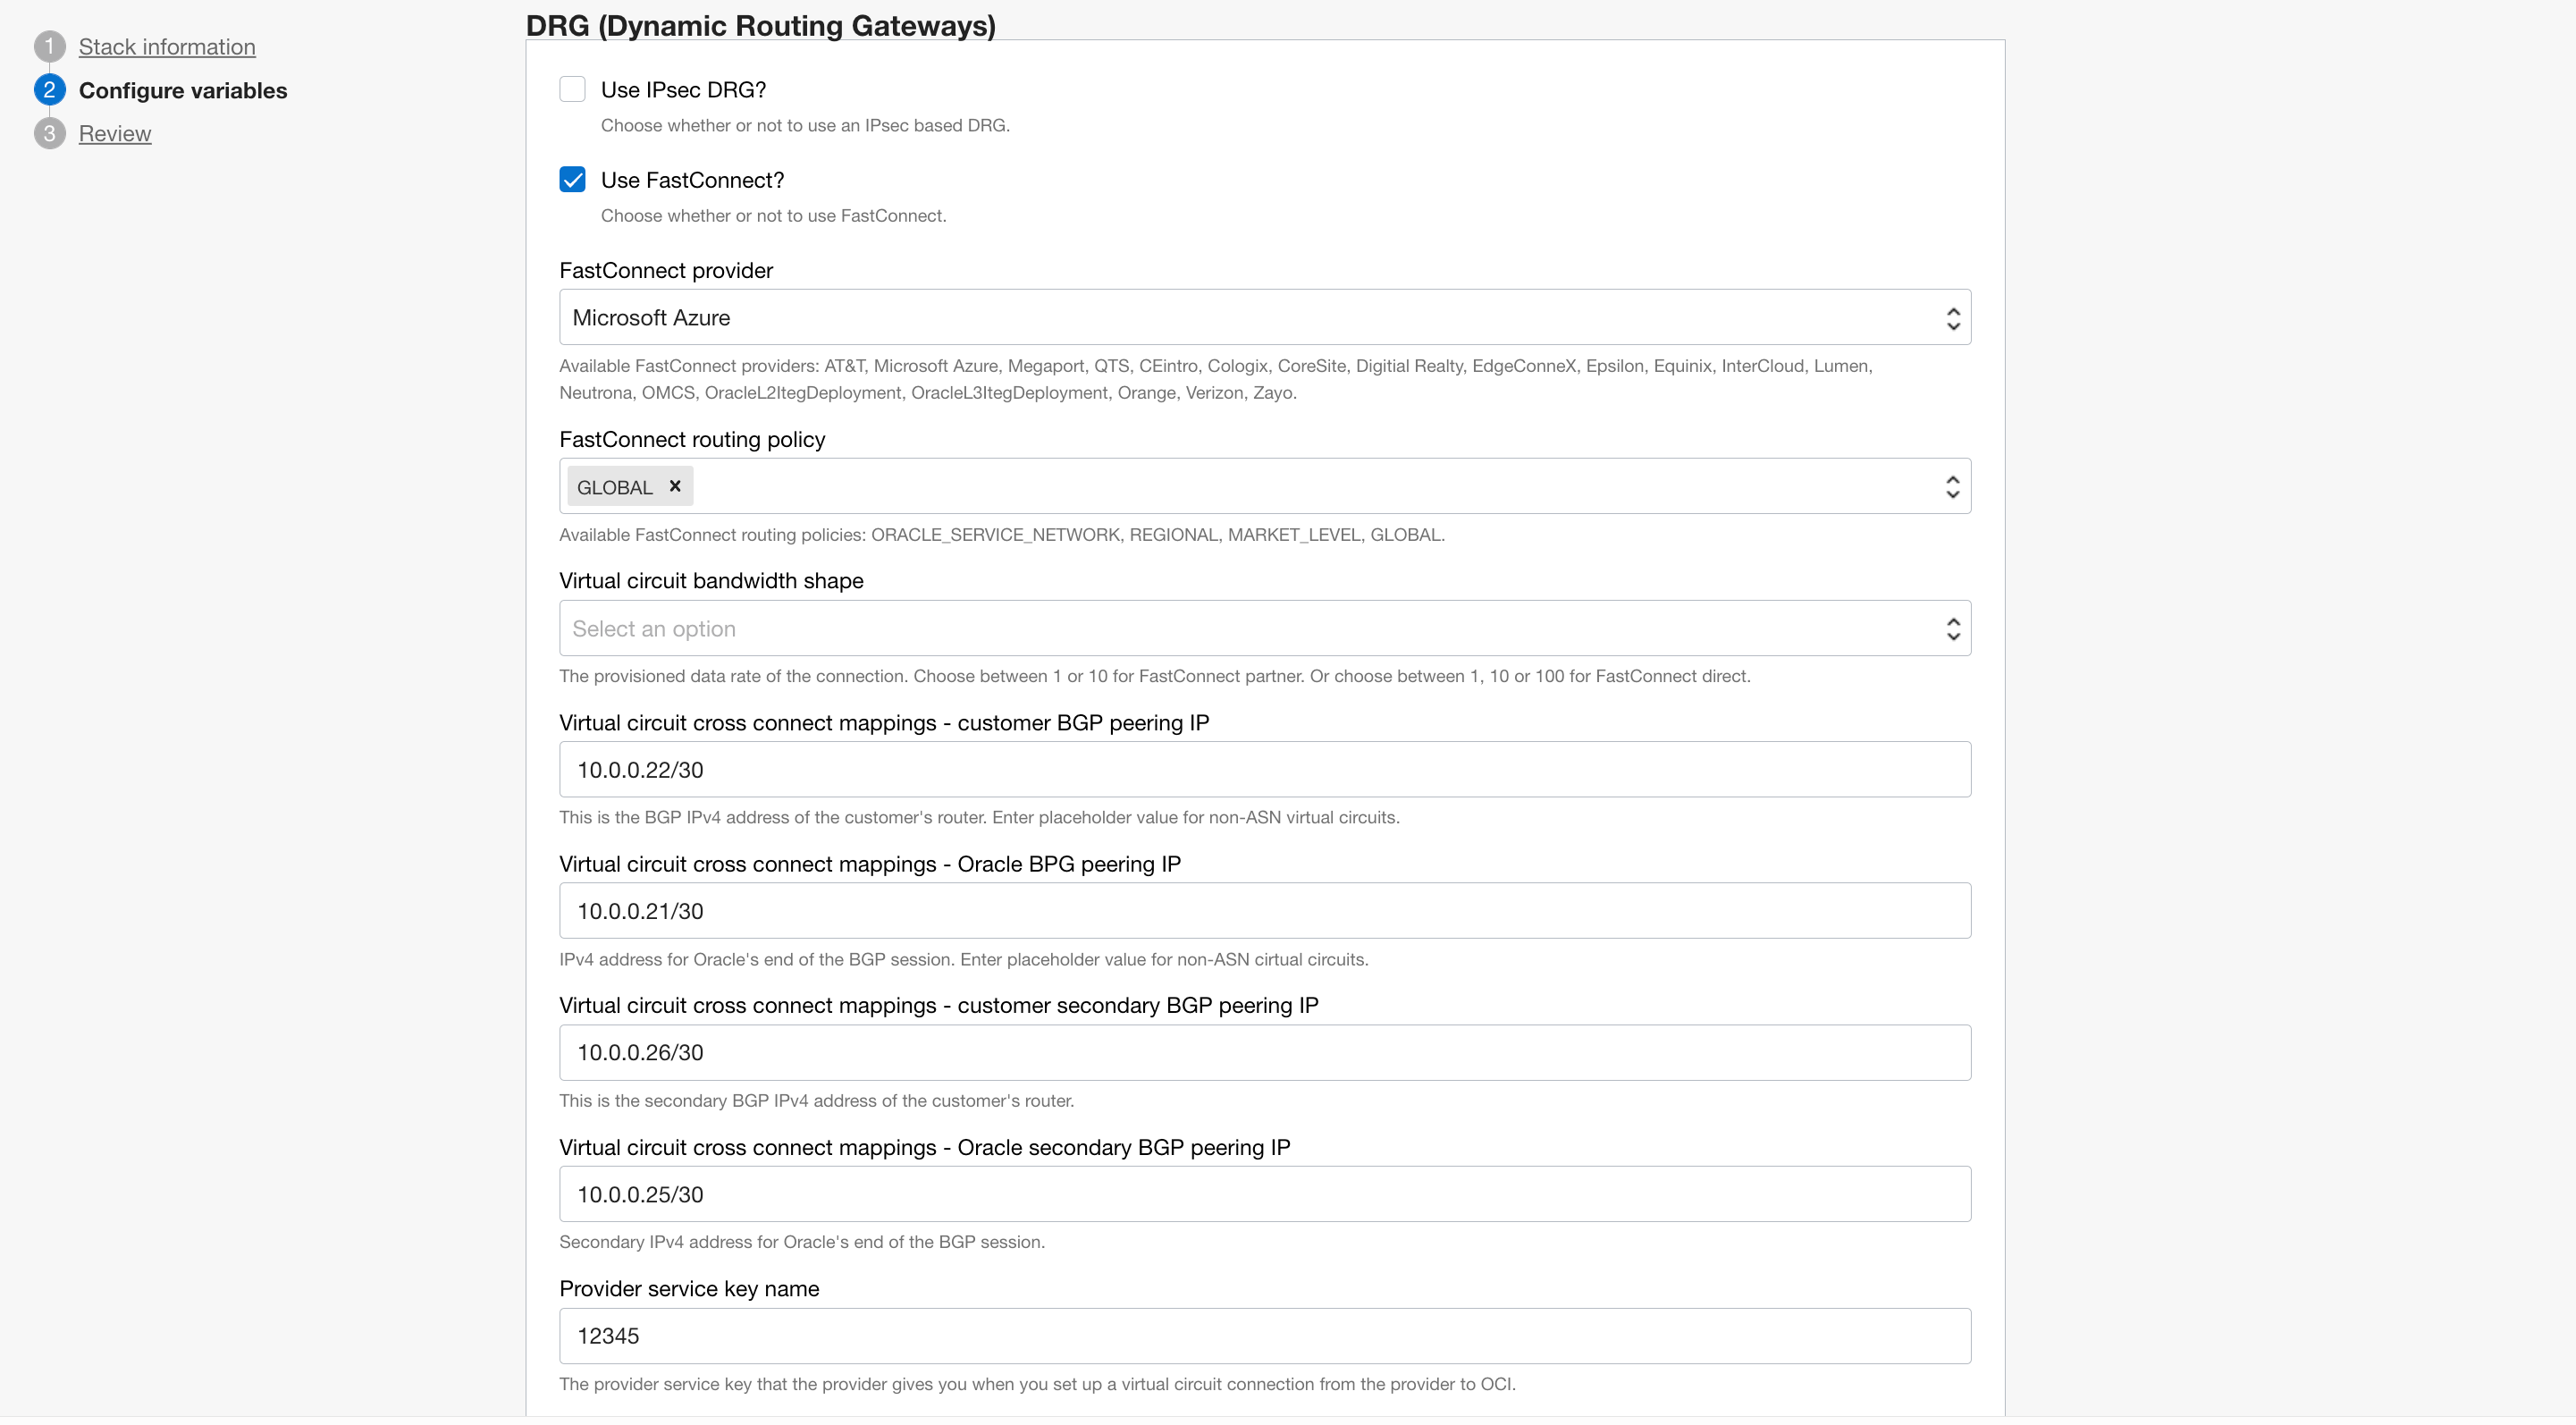 1 Stack information
2 Configure variables
3 Review
DRG (Dynamic Routing Gateways)
Use IPsec DRG?
Choose whether or not to use an IPsec based DRG.
Use FastConnect?
Choose whether or not to use FastConnect.
FastConnect provider
Microsoft Azure
Available FastConnect providers: AT&T, Microsoft Azure, Megaport, QTS, CEintro, Cologix, CoreSite, Digitial Realty, EdgeConneX, Epsilon, Equinix, InterCloud, Lumen,
Neutrona, OMCS, OracleL2ItegDeployment, OracleL3ItegDeployment, Orange, Verizon, Zayo.
FastConnect routing policy
GLOBAL ×
Available FastConnect routing policies: ORACLE_SERVICE_NETWORK, REGIONAL, MARKET_LEVEL, GLOBAL.
Virtual circuit bandwidth shape
Select an option
The provisioned data rate of the connection. Choose between 1 or 10 for FastConnect partner. Or choose between 1, 10 or 100 for FastConnect direct.
Virtual circuit cross connect mappings - customer BGP peering IP
10.0.0.22/30
This is the BGP IPv4 address of the customer's router. Enter placeholder value for non-ASN virtual circuits.
Virtual circuit cross connect mappings - Oracle BPG peering IP
10.0.0.21/30
IPv4 address for Oracle's end of the BGP session. Enter placeholder value for non-ASN cirtual circuits.
Virtual circuit cross connect mappings - customer secondary BGP peering IP
10.0.0.26/30
This is the secondary BGP IPv4 address of the customer's router.
Virtual circuit cross connect mappings - Oracle secondary BGP peering IP
10.0.0.25/30
Secondary IPv4 address for Oracle's end of the BGP session.
Provider service key name
12345
The provider service key that the provider gives you when you set up a virtual circuit connection from the provider to OCI.